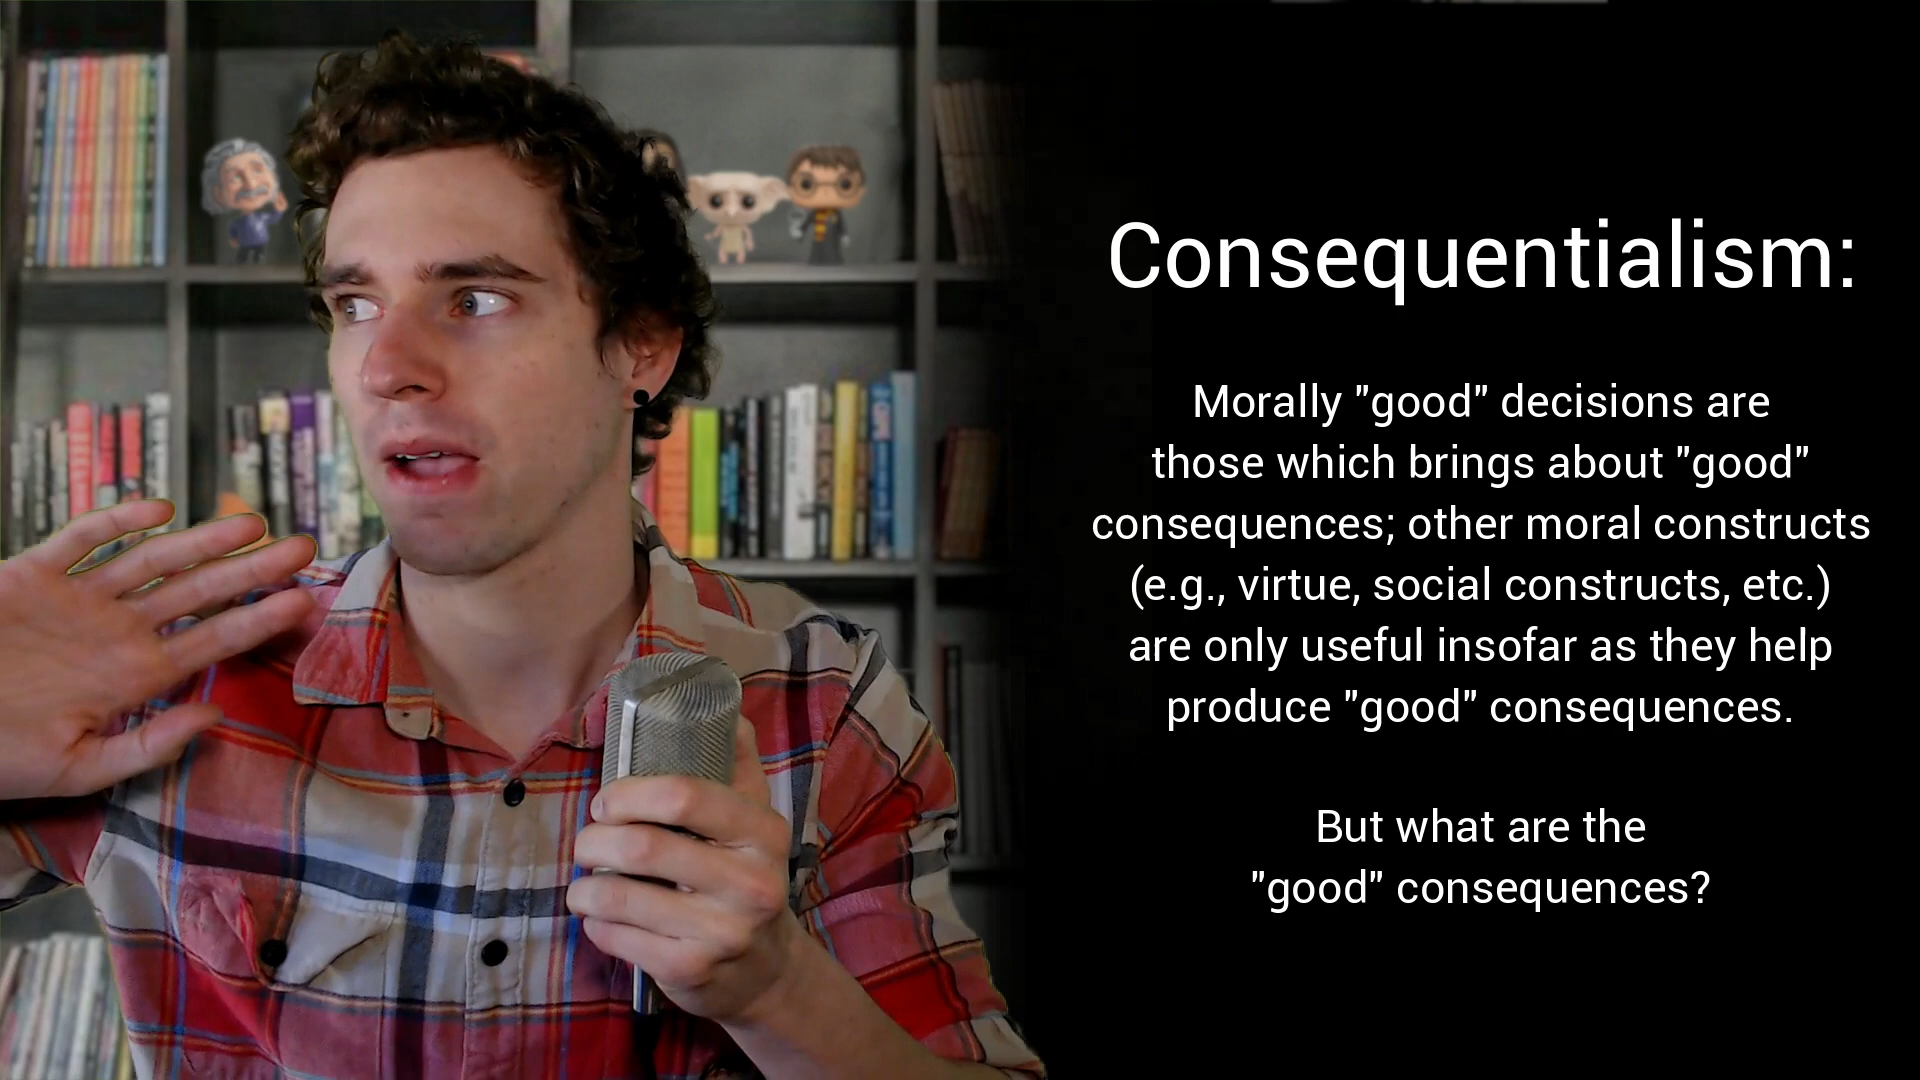 Consequentialism:
Morally "good" decisions are
those which brings about "good"
consequences; other moral constructs
(e.g., virtue, social constructs, etc.)
are only useful insofar as they help
produce "good" consequences.
But what are the
"good" consequences?